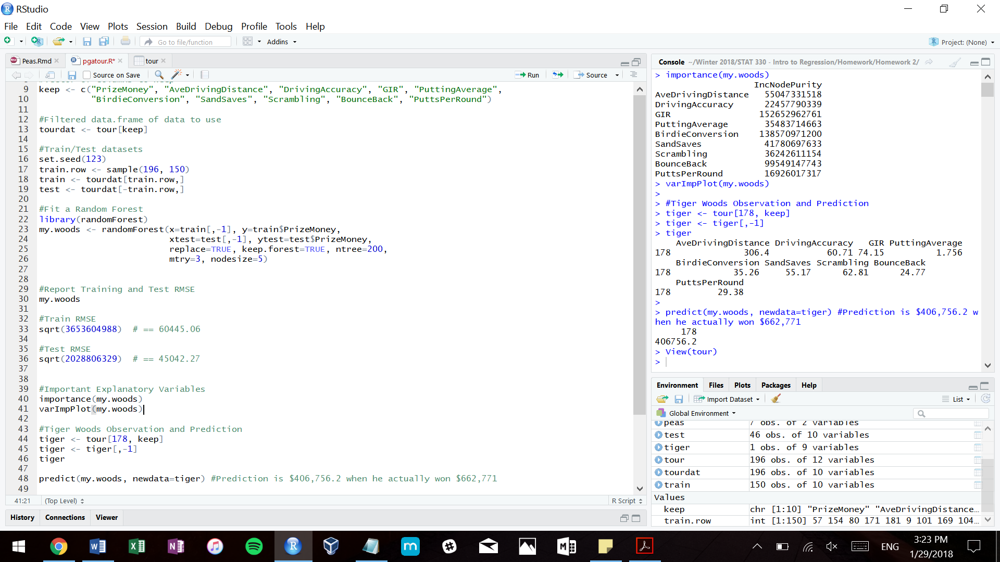 RStudio
File Edit Code View Plots Session Build Debug Profile Tools Help
Go to file/function Addins Project: (None)
Peas.Rmd pgatour.R* tour
Source on Save Run Source
9 keep <- c("PrizeMoney", "AveDrivingDistance", "DrivingAccuracy", "GIR", "PuttingAverage",
10 "BirdieConversion", "SandSaves", "Scrambling", "BounceBack", "PuttsPerRound")
11
12 #Filtered data.frame of data to use
13 tourdat <- tour[keep]
14
15 #Train/Test datasets
16 set.seed(123)
17 train.row <- sample(196, 150)
18 train <- tourdat[train.row,]
19 test <- tourdat[-train.row,]
20
21 #Fit a Random Forest
22 library(randomForest)
23 my.woods <- randomForest(x=train[,-1], y=train$PrizeMoney,
24 xtest=test[,-1], ytest=test$PrizeMoney,
25 replace=TRUE, keep.forest=TRUE, ntree=200,
26 mtry=3, nodesize=5)
27
28
29 #Report Training and Test RMSE
30 my.woods
31
32 #Train RMSE
33 sqrt(3653604988) # == 60445.06
34
35 #Test RMSE
36 sqrt(2028806329) # == 45042.27
37
38
39 #Important Explanatory Variables
40 importance(my.woods)
41 varImpPlot(my.woods)
42
43 #Tiger Woods Observation and Prediction
44 tiger <- tour[178, keep]
45 tiger <- tiger[,-1]
46 tiger
47
48 predict(my.woods, newdata=tiger) #Prediction is $406,756.2 when he actually won $662,771
49
41:21 (Top Level) R Script
History Connections Viewer
Console ~/Winter 2018/STAT 330 - Intro to Regression/Homework/Homework 2/
> importance(my.woods)
IncNodePurity
AveDrivingDistance 55047331518
DrivingAccuracy 22457790339
GIR 152652962761
PuttingAverage 35483714663
BirdieConversion 138570971200
SandSaves 41780697633
Scrambling 36242611154
BounceBack 99549147743
PuttsPerRound 16926017317
> varImpPlot(my.woods)
>
> #Tiger Woods Observation and Prediction
> tiger <- tour[178, keep]
> tiger <- tiger[,-1]
> tiger
AveDrivingDistance DrivingAccuracy GIR PuttingAverage
178 306.4 60.71 74.15 1.756
BirdieConversion SandSaves Scrambling BounceBack
178 35.26 55.17 62.81 24.77
PuttsPerRound
178 29.38
>
> predict(my.woods, newdata=tiger) #Prediction is $406,756.2 w
hen he actually won $662,771
178
406756.2
> View(tour)
>
Environment Files Plots Packages Help
Import Dataset List
Global Environment
peas 7 obs. of 2 variables
test 46 obs. of 10 variables
tiger 1 obs. of 9 variables
tour 196 obs. of 12 variables
tourdat 196 obs. of 10 variables
train 150 obs. of 10 variables
Values
keep chr [1:10] "PrizeMoney" "AveDrivingDistance…
train.row int [1:150] 57 154 80 171 181 9 101 169 104…
ENG 3:23 PM
1/29/2018